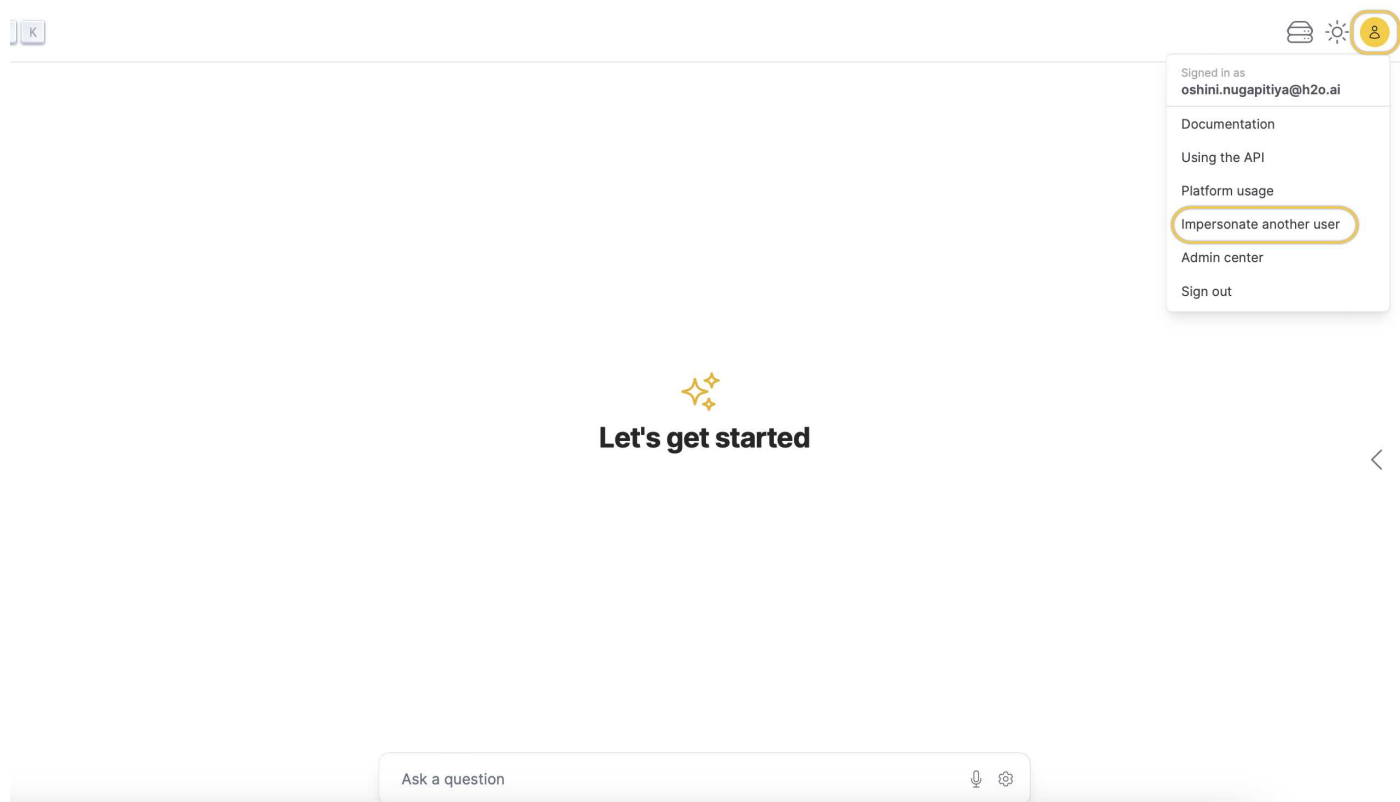 K
Signed in as
oshini.nugapitiya@h2o.ai
Documentation
Using the API
Platform usage
Impersonate another user
Admin center
Sign out
Let's get started
Ask a question